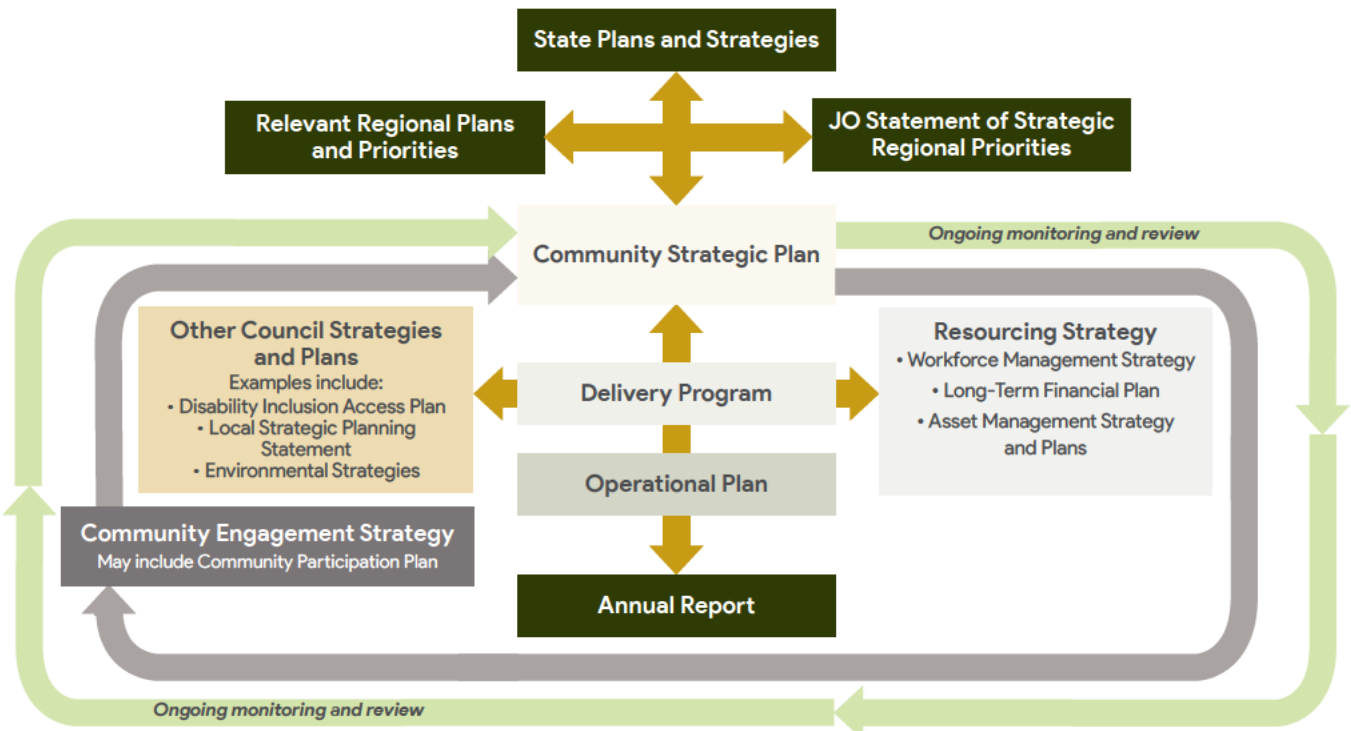 State Plans and Strategies
Relevant Regional Plans
and Priorities
JO Statement of Strategic
Regional Priorities
Community Strategic Plan
Ongoing monitoring and review
Other Council Strategies
and Plans
Examples include:
• Disability Inclusion Access Plan
• Local Strategic Planning
Statement
• Environmental Strategies
Delivery Program
Resourcing Strategy
• Workforce Management Strategy
• Long-Term Financial Plan
• Asset Management Strategy
and Plans
Operational Plan
Community Engagement Strategy
May include Community Participation Plan
Annual Report
Ongoing monitoring and review